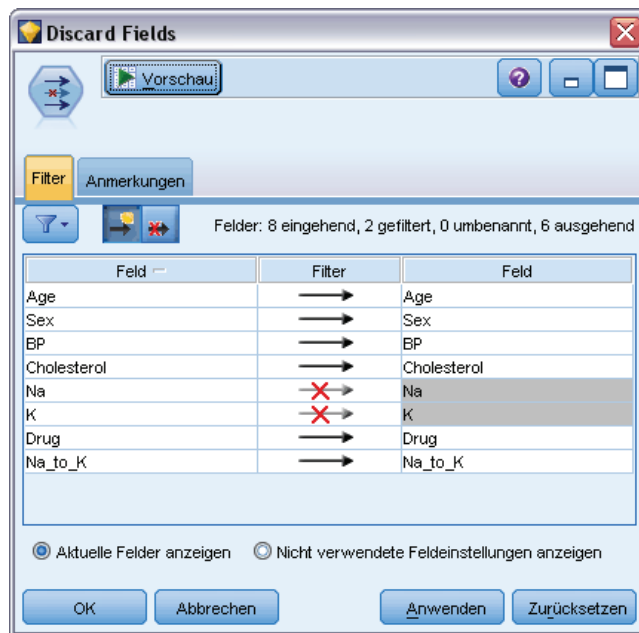 Discard Fields
Vorschau
Filter Anmerkungen
Felder: 8 eingehend, 2 gefiltert, 0 umbenannt, 6 ausgehend
Feld Filter Feld
Age Age
Sex Sex
BP BP
Cholesterol Cholesterol
Na Na
K K
Drug Drug
Na_to_K Na_to_K
Aktuelle Felder anzeigen Nicht verwendete Feldeinstellungen anzeigen
OK Abbrechen Anwenden Zurücksetzen